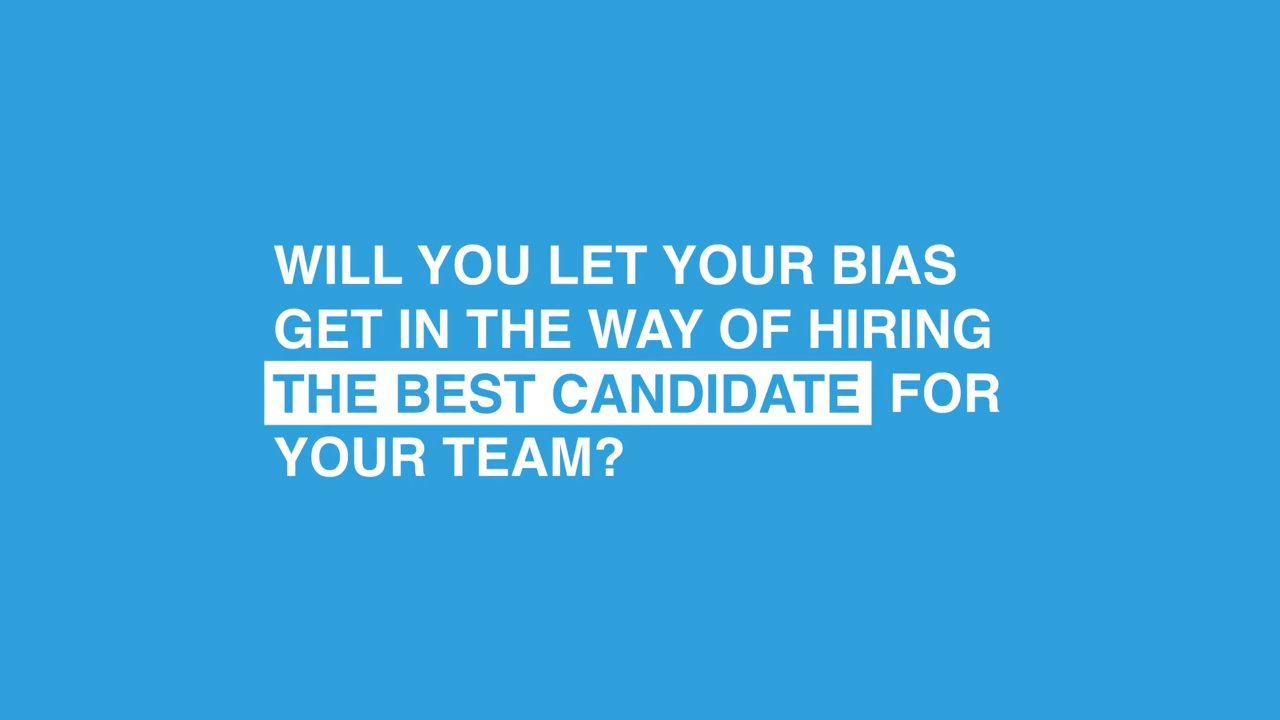 WILL YOU LET YOUR BIAS
GET IN THE WAY OF HIRING
THE BEST CANDIDATE FOR
YOUR TEAM?